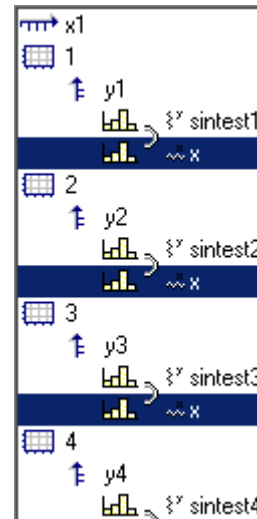 x1
1
y1
sintest1
x
2
y2
sintest2
x
3
y3
sintest3
x
4
y4
sintest4